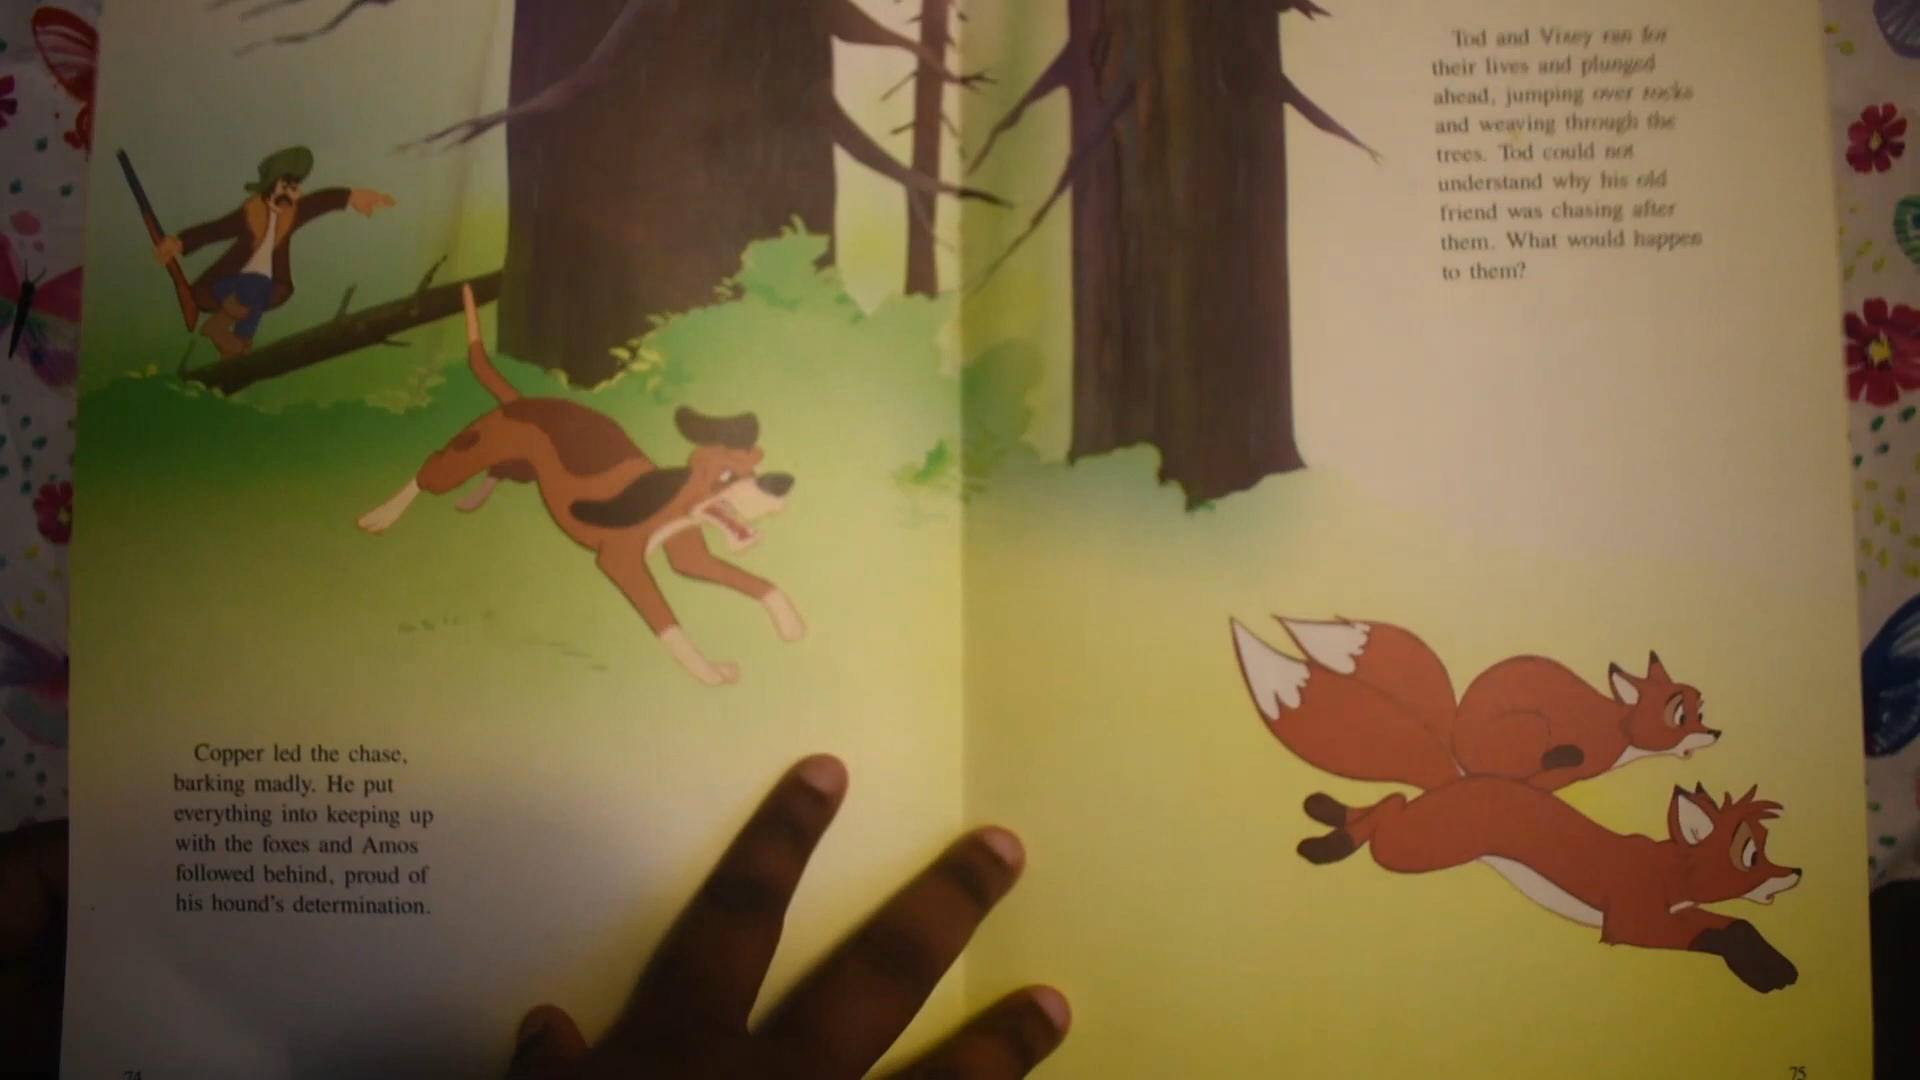 Copper led the chase,
barking madly. He put
everything into keeping up
with the foxes and Amos
followed behind, proud of
his hound's determination.
74
Tod and Vixey ran for
their lives and plunged
ahead, jumping over rocks
and weaving through the
trees. Tod could not
understand why his old
friend was chasing after
them. What would happen
to them?
75